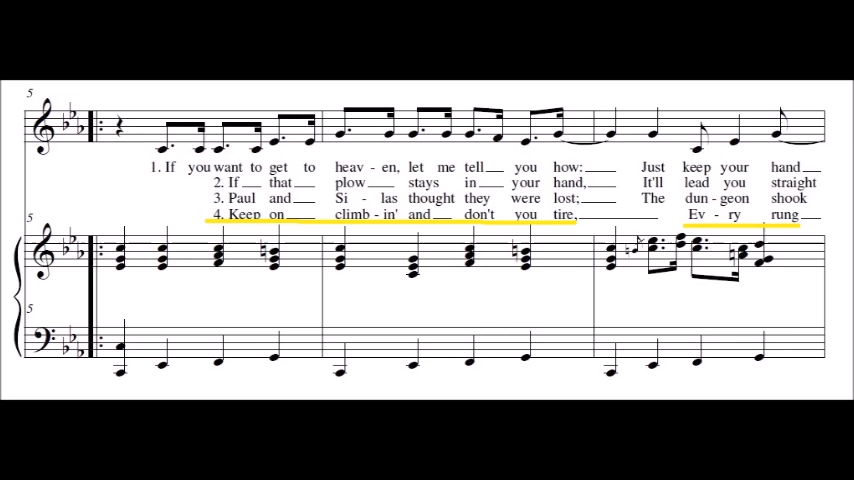 5
1. If you want to get to heav - en, let me tell you how: Just keep your hand
2. If that plow stays in your hand, It'll lead you straight
3. Paul and Si - las thought they were lost; The dun - geon shook
4. Keep on climb - in' and don't you tire, Ev - ry rung
5
5